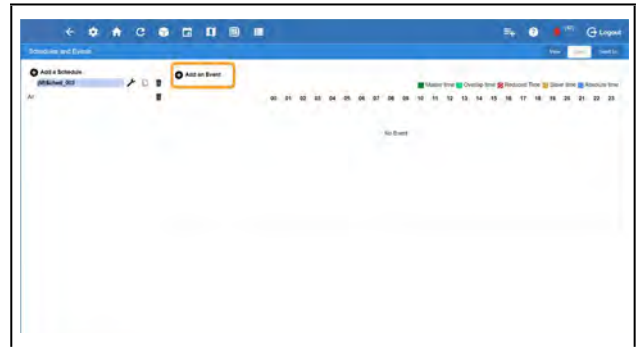 Logout
Schedules and Events
Add a Schedule
Add an Event
Master time Overlap time Reduced Time Slave time Absolute time
00 01 02 03 04 05 06 07 08 09 10 11 12 13 14 15 16 17 18 19 20 21 22 23
No Event